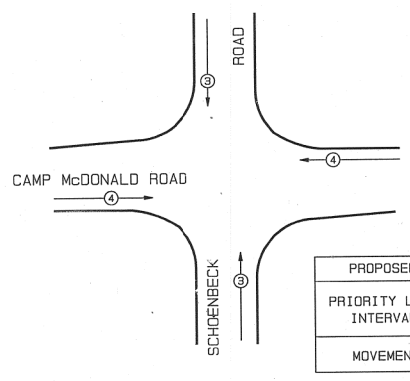 3
ROAD
4
CAMP McDONALD ROAD
4
3
SCHOENBECK
PROPOSE
PRIORITY L
INTERVA
MOVEMEN